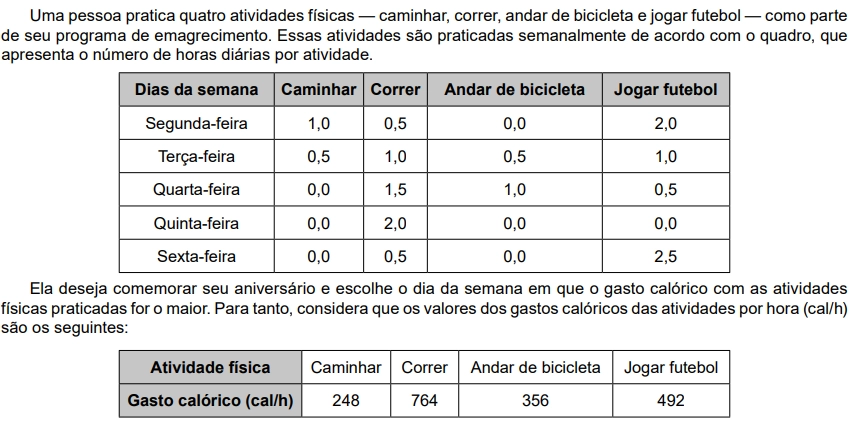 Uma pessoa pratica quatro atividades físicas — caminhar, correr, andar de bicicleta e jogar futebol — como parte
de seu programa de emagrecimento. Essas atividades são praticadas semanalmente de acordo com o quadro, que
apresenta o número de horas diárias por atividade.
Dias da semana Caminhar Correr Andar de bicicleta Jogar futebol
Segunda-feira 1,0 0,5 0,0 2,0
Terça-feira 0,5 1,0 0,5 1,0
Quarta-feira 0,0 1,5 1,0 0,5
Quinta-feira 0,0 2,0 0,0 0,0
Sexta-feira 0,0 0,5 0,0 2,5
Ela deseja comemorar seu aniversário e escolhe o dia da semana em que o gasto calórico com as atividades
físicas praticadas for o maior. Para tanto, considera que os valores dos gastos calóricos das atividades por hora (cal/h)
são os seguintes:
Atividade física Caminhar Correr Andar de bicicleta Jogar futebol
Gasto calórico (cal/h) 248 764 356 492